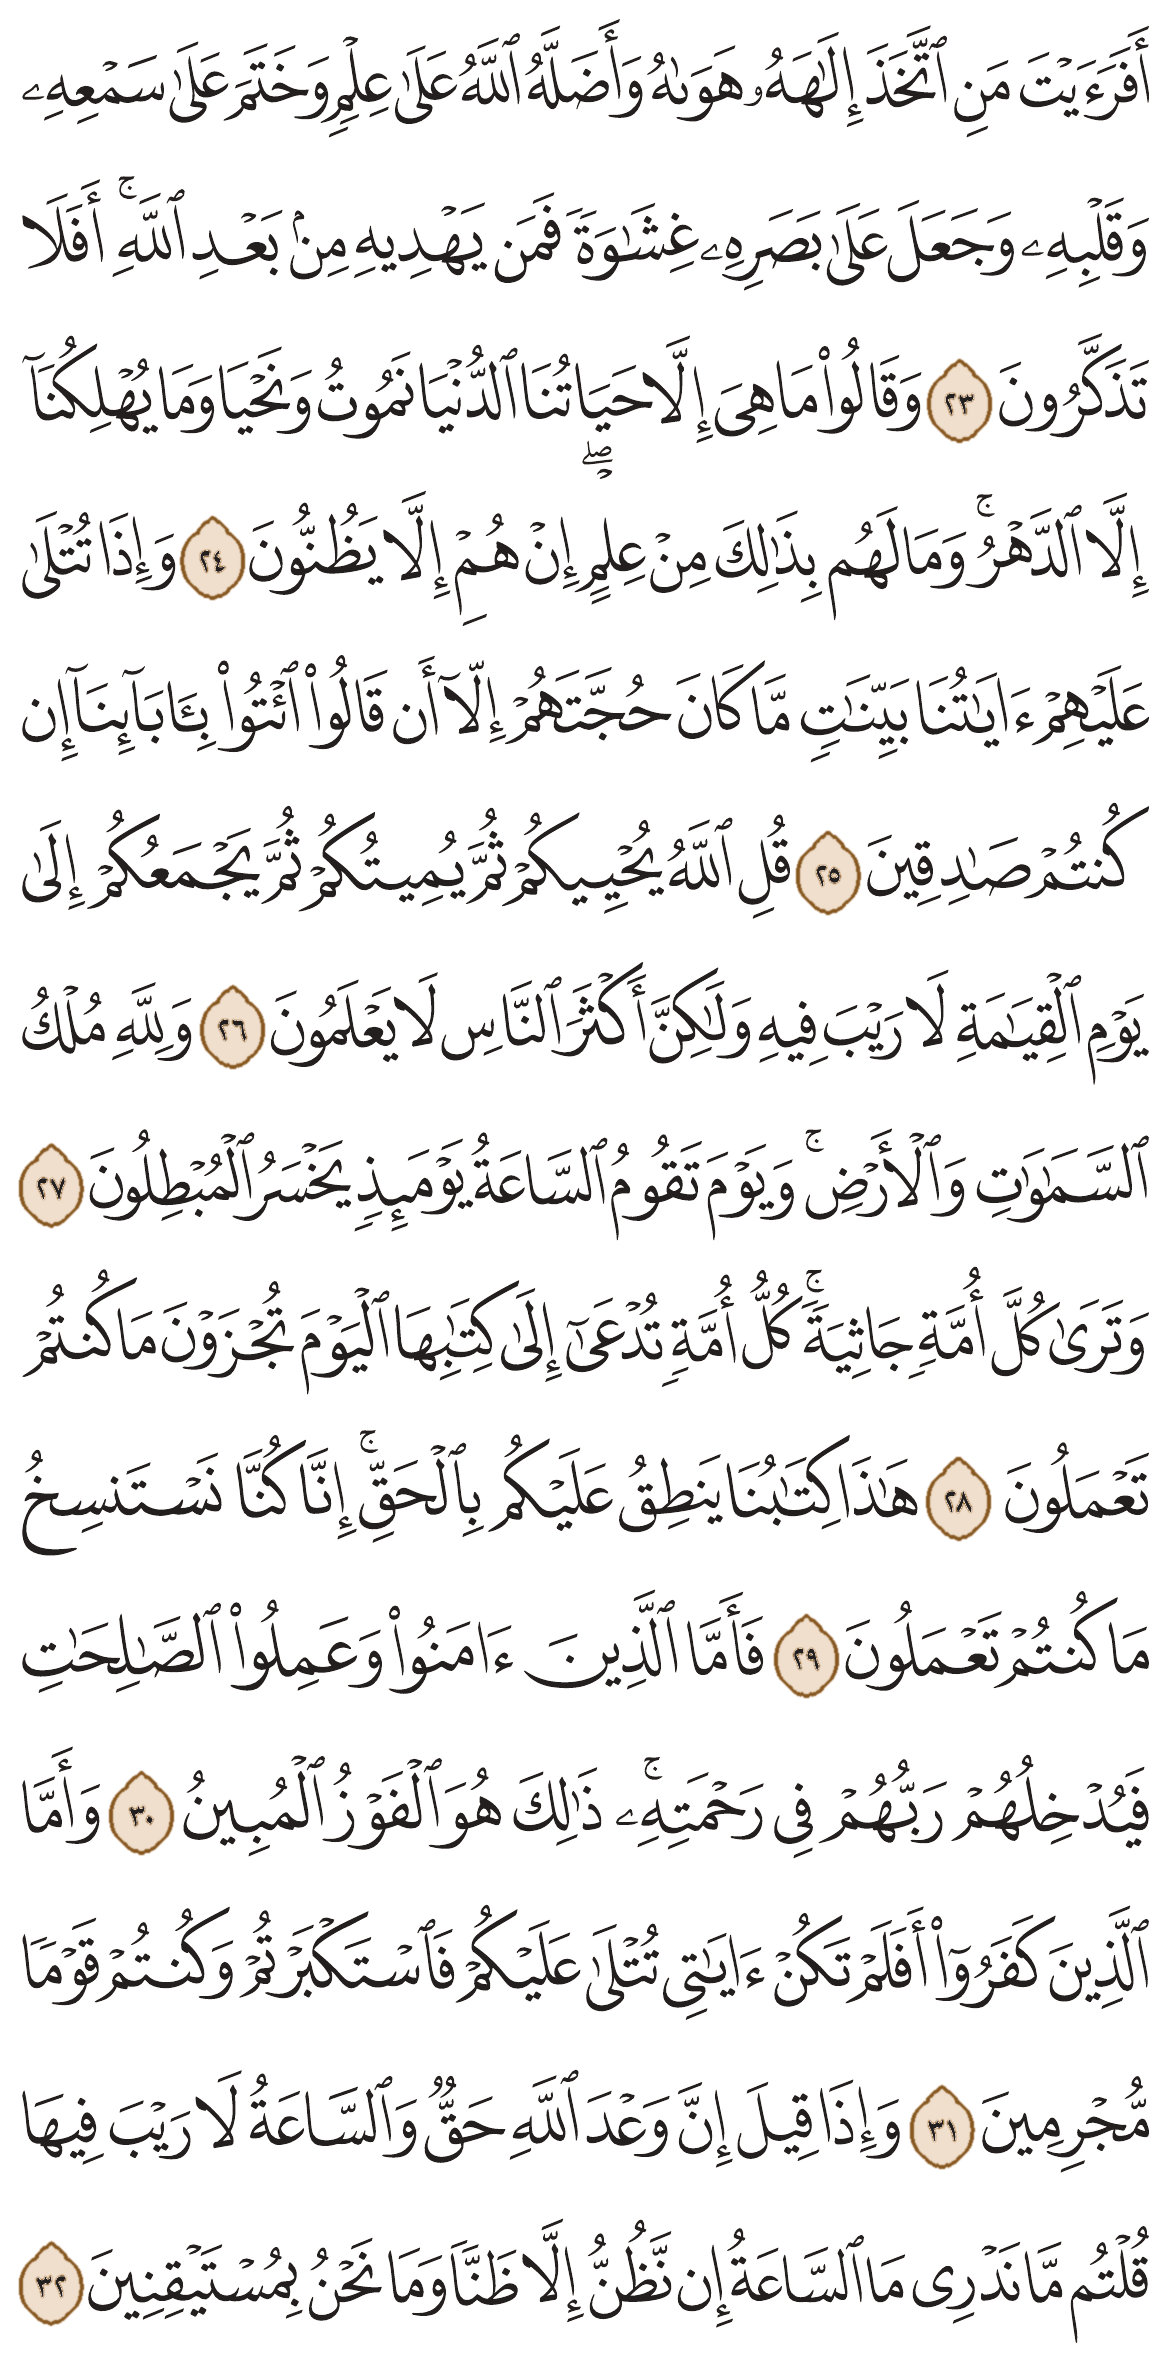 أَفَرَءَيۡتَ مَنِ ٱتَّخَذَ إِلَٰهَهُۥ هَوَىٰهُ وَأَضَلَّهُ ٱللَّهُ عَلَىٰ عِلۡمٖ وَخَتَمَ عَلَىٰ سَمۡعِهِۦ
وَقَلۡبِهِۦ وَجَعَلَ عَلَىٰ بَصَرِهِۦ غِشَٰوَةٗ فَمَن يَهۡدِيهِ مِنۢ بَعۡدِ ٱللَّهِۚ أَفَلَا
تَذَكَّرُونَ ٢٣ وَقَالُواْ مَا هِيَ إِلَّا حَيَاتُنَا ٱلدُّنۡيَا نَمُوتُ وَنَحۡيَا وَمَا يُهۡلِكُنَآ
إِلَّا ٱلدَّهۡرُۚ وَمَا لَهُم بِذَٰلِكَ مِنۡ عِلۡمٍۖ إِنۡ هُمۡ إِلَّا يَظُنُّونَ ٢٤ وَإِذَا تُتۡلَىٰ
عَلَيۡهِمۡ ءَايَٰتُنَا بَيِّنَٰتٖ مَّا كَانَ حُجَّتَهُمۡ إِلَّآ أَن قَالُواْ ٱئۡتُواْ بِـَٔابَآئِنَآ إِن
كُنتُمۡ صَٰدِقِينَ ٢٥ قُلِ ٱللَّهُ يُحۡيِيكُمۡ ثُمَّ يُمِيتُكُمۡ ثُمَّ يَجۡمَعُكُمۡ إِلَىٰ
يَوۡمِ ٱلۡقِيَٰمَةِ لَا رَيۡبَ فِيهِ وَلَٰكِنَّ أَكۡثَرَ ٱلنَّاسِ لَا يَعۡلَمُونَ ٢٦ وَلِلَّهِ مُلۡكُ
ٱلسَّمَٰوَٰتِ وَٱلۡأَرۡضِۚ وَيَوۡمَ تَقُومُ ٱلسَّاعَةُ يَوۡمَئِذٖ يَخۡسَرُ ٱلۡمُبۡطِلُونَ ٢٧
وَتَرَىٰ كُلَّ أُمَّةٖ جَاثِيَةٗۚ كُلُّ أُمَّةٖ تُدۡعَىٰٓ إِلَىٰ كِتَٰبِهَا ٱلۡيَوۡمَ تُجۡزَوۡنَ مَا كُنتُمۡ
تَعۡمَلُونَ ٢٨ هَٰذَا كِتَٰبُنَا يَنطِقُ عَلَيۡكُم بِٱلۡحَقِّۚ إِنَّا كُنَّا نَسۡتَنسِخُ
مَا كُنتُمۡ تَعۡمَلُونَ ٢٩ فَأَمَّا ٱلَّذِينَ ءَامَنُواْ وَعَمِلُواْ ٱلصَّٰلِحَٰتِ
فَيُدۡخِلُهُمۡ رَبُّهُمۡ فِي رَحۡمَتِهِۦۚ ذَٰلِكَ هُوَ ٱلۡفَوۡزُ ٱلۡمُبِينُ ٣٠ وَأَمَّا
ٱلَّذِينَ كَفَرُوٓاْ أَفَلَمۡ تَكُنۡ ءَايَٰتِي تُتۡلَىٰ عَلَيۡكُمۡ فَٱسۡتَكۡبَرۡتُمۡ وَكُنتُمۡ قَوۡمٗا
مُّجۡرِمِينَ ٣١ وَإِذَا قِيلَ إِنَّ وَعۡدَ ٱللَّهِ حَقّٞ وَٱلسَّاعَةُ لَا رَيۡبَ فِيهَا
قُلۡتُم مَّا نَدۡرِي مَا ٱلسَّاعَةُ إِن نَّظُنُّ إِلَّا ظَنّٗا وَمَا نَحۡنُ بِمُسۡتَيۡقِنِينَ ٣٢